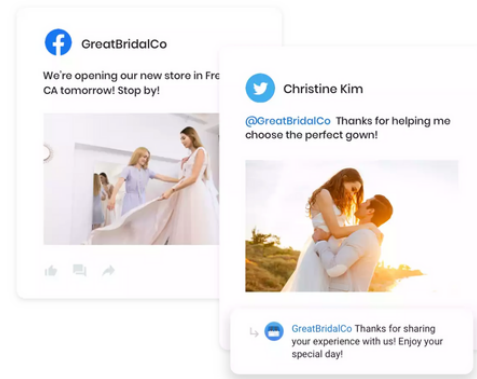 GreatBridalCo
We're opening our new store in Fre
CA tomorrow! Stop by!
Christine Kim
@GreatBridalCo Thanks for helping me
choose the perfect gown!
GreatBridalCo Thanks for sharing
your experience with us! Enjoy your
special day!